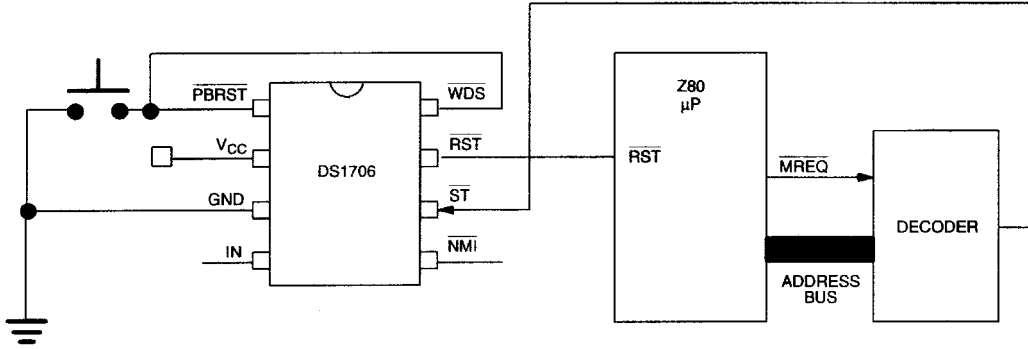 PBRST
WDS
VCC
RST
DS1706
GND
ST
IN
NMI
Z80
µP
RST
MREQ
DECODER
ADDRESS
BUS